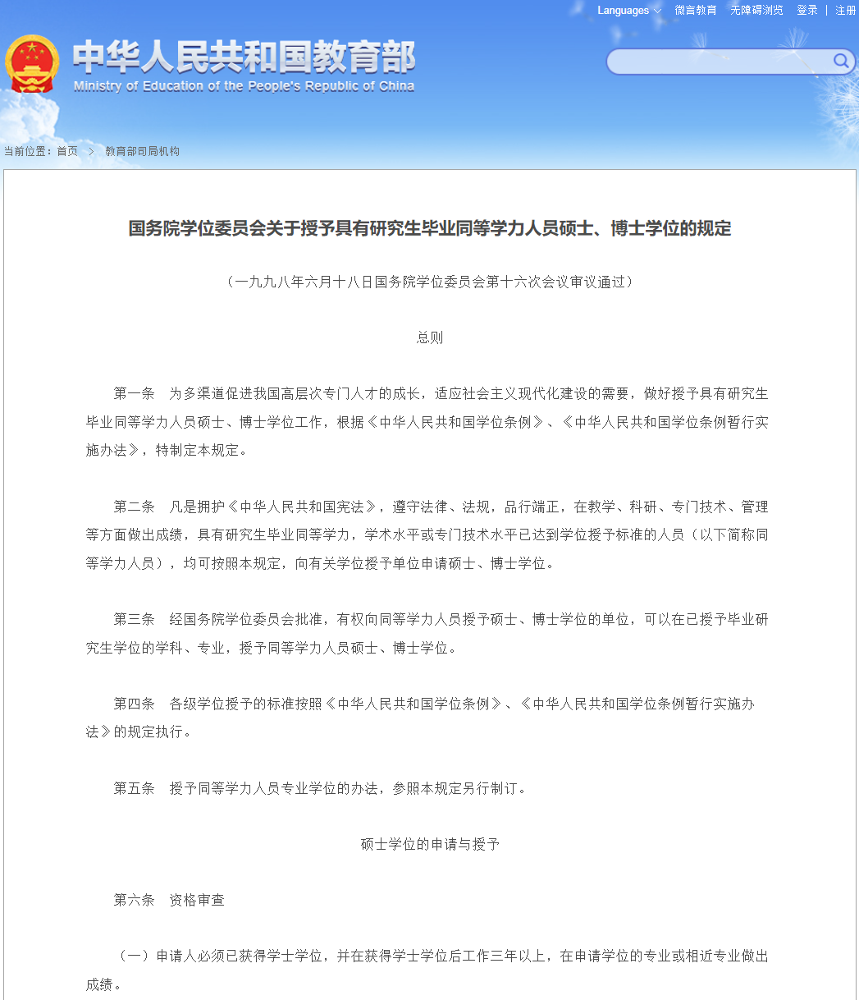 Languages 微言教育 无障碍浏览 登录 | 注册
中华人民共和国教育部
Ministry of Education of the People's Republic of China
当前位置：首页 > 教育部司局机构
国务院学位委员会关于授予具有研究生毕业同等学力人员硕士、博士学位的规定
（一九九八年六月十八日国务院学位委员会第十六次会议审议通过）
总则
第一条　为多渠道促进我国高层次专门人才的成长，适应社会主义现代化建设的需要，做好授予具有研究生
毕业同等学力人员硕士、博士学位工作，根据《中华人民共和国学位条例》、《中华人民共和国学位条例暂行实
施办法》，特制定本规定。
第二条　凡是拥护《中华人民共和国宪法》，遵守法律、法规，品行端正，在教学、科研、专门技术、管理
等方面做出成绩，具有研究生毕业同等学力，学术水平或专门技术水平已达到学位授予标准的人员（以下简称同
等学力人员），均可按照本规定，向有关学位授予单位申请硕士、博士学位。
第三条　经国务院学位委员会批准，有权向同等学力人员授予硕士、博士学位的单位，可以在已授予毕业研
究生学位的学科、专业，授予同等学力人员硕士、博士学位。
第四条　各级学位授予的标准按照《中华人民共和国学位条例》、《中华人民共和国学位条例暂行实施办
法》的规定执行。
第五条　授予同等学力人员专业学位的办法，参照本规定另行制订。
硕士学位的申请与授予
第六条　资格审查
（一）申请人必须已获得学士学位，并在获得学士学位后工作三年以上，在申请学位的专业或相近专业做出
成绩。